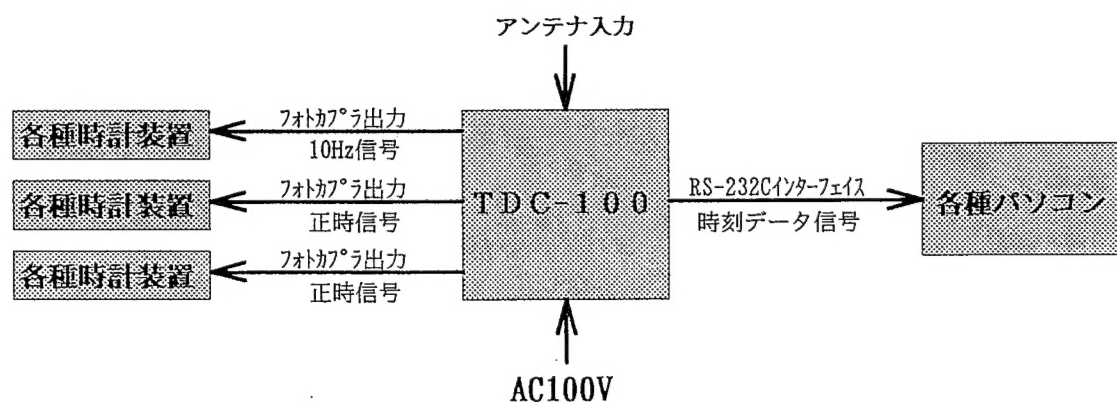 アンテナ入力
各種時計装置
ﾌｫﾄｶﾌﾟﾗ出力
10Hz信号
各種時計装置
ﾌｫﾄｶﾌﾟﾗ出力
正時信号
各種時計装置
ﾌｫﾄｶﾌﾟﾗ出力
正時信号
ＴＤＣ-１００
RS-232Cｲﾝﾀｰﾌｪｲｽ
時刻データ信号
各種パソコン
AC100V